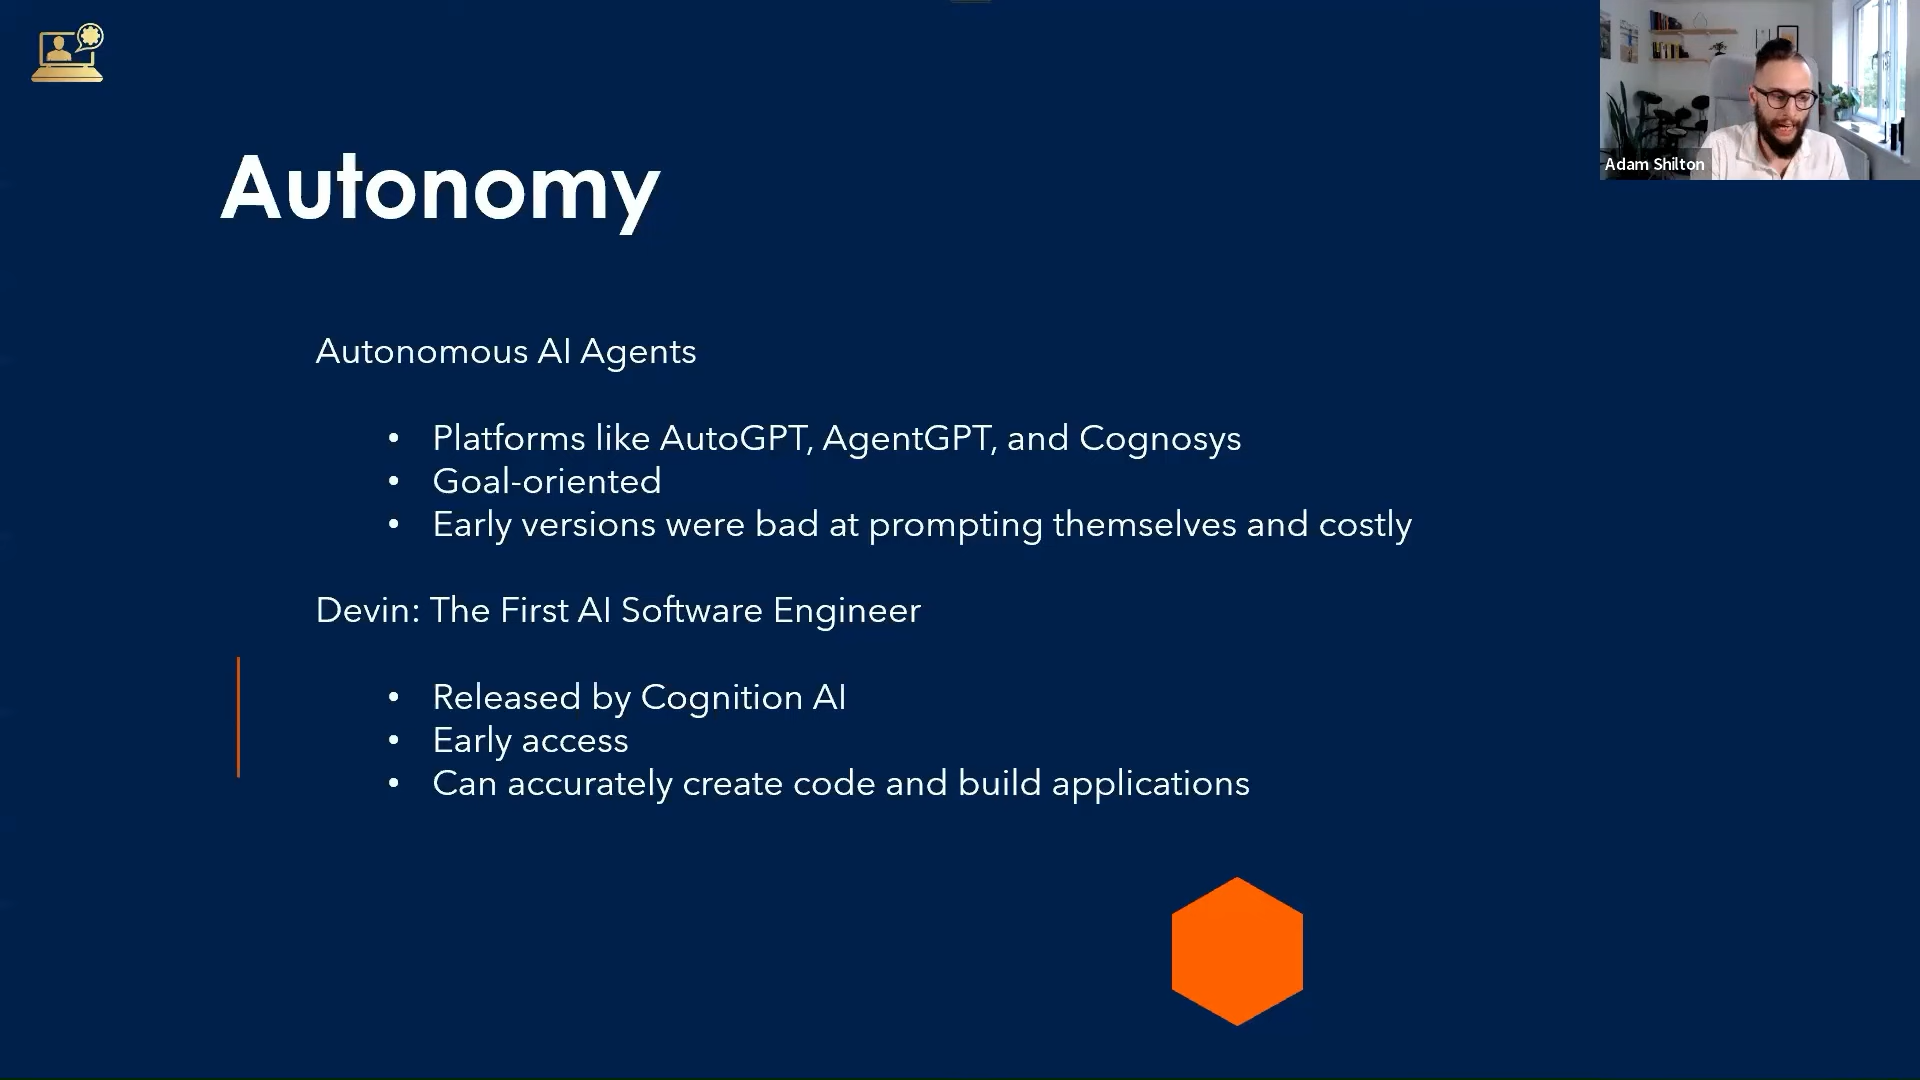 Adam Shilton
Autonomy
Autonomous AI Agents
• Platforms like AutoGPT, AgentGPT, and Cognosys
• Goal-oriented
• Early versions were bad at prompting themselves and costly
Devin: The First AI Software Engineer
• Released by Cognition AI
• Early access
• Can accurately create code and build applications